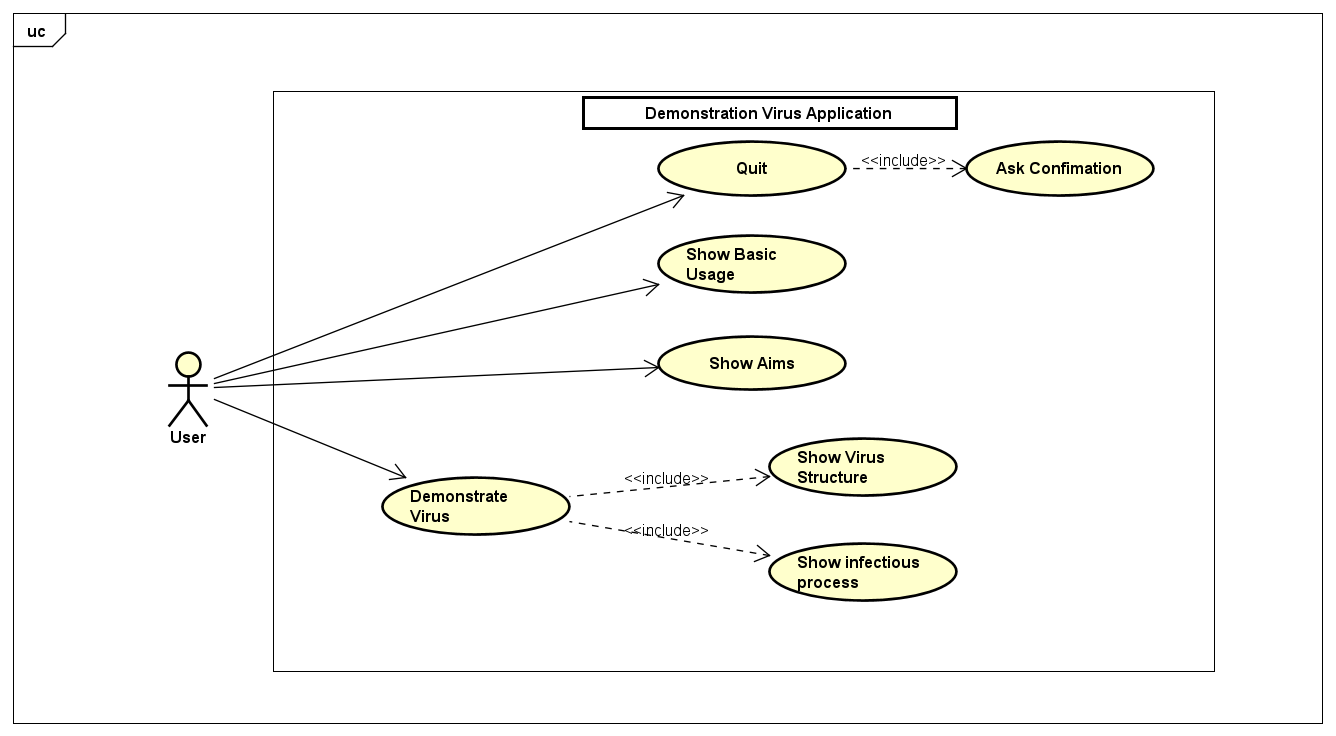 uc
Demonstration Virus Application
Quit
<<include>>
Ask Confimation
Show Basic
Usage
Show Aims
User
Demonstrate
Virus
<<include>>
Show Virus
Structure
<<include>>
Show infectious
process